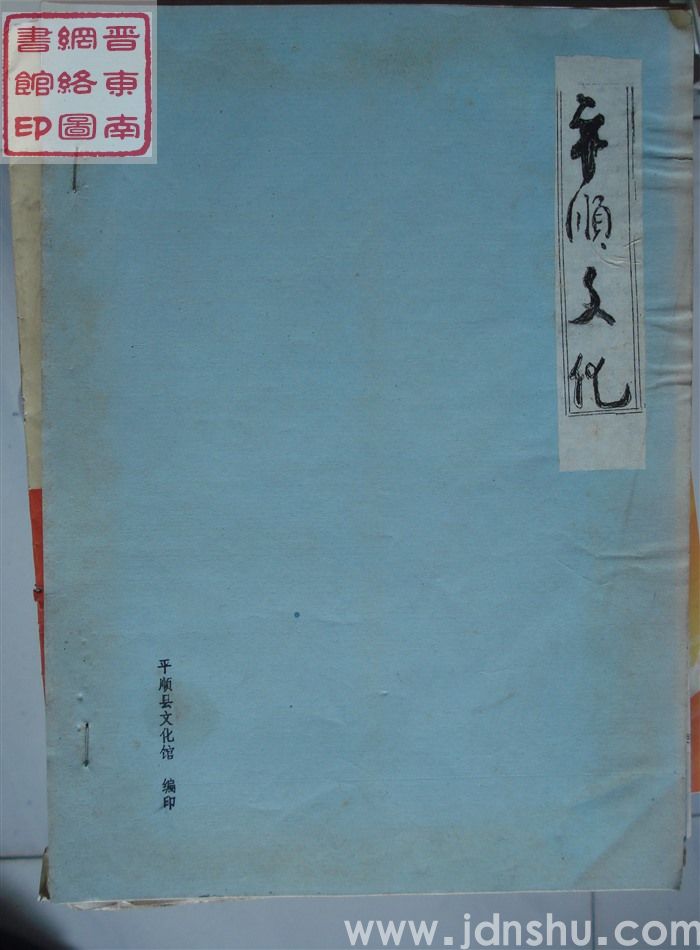 晋東南
網絡圖
書館印
平順文化
平顺县文化馆 编印
www.jdnshu.com